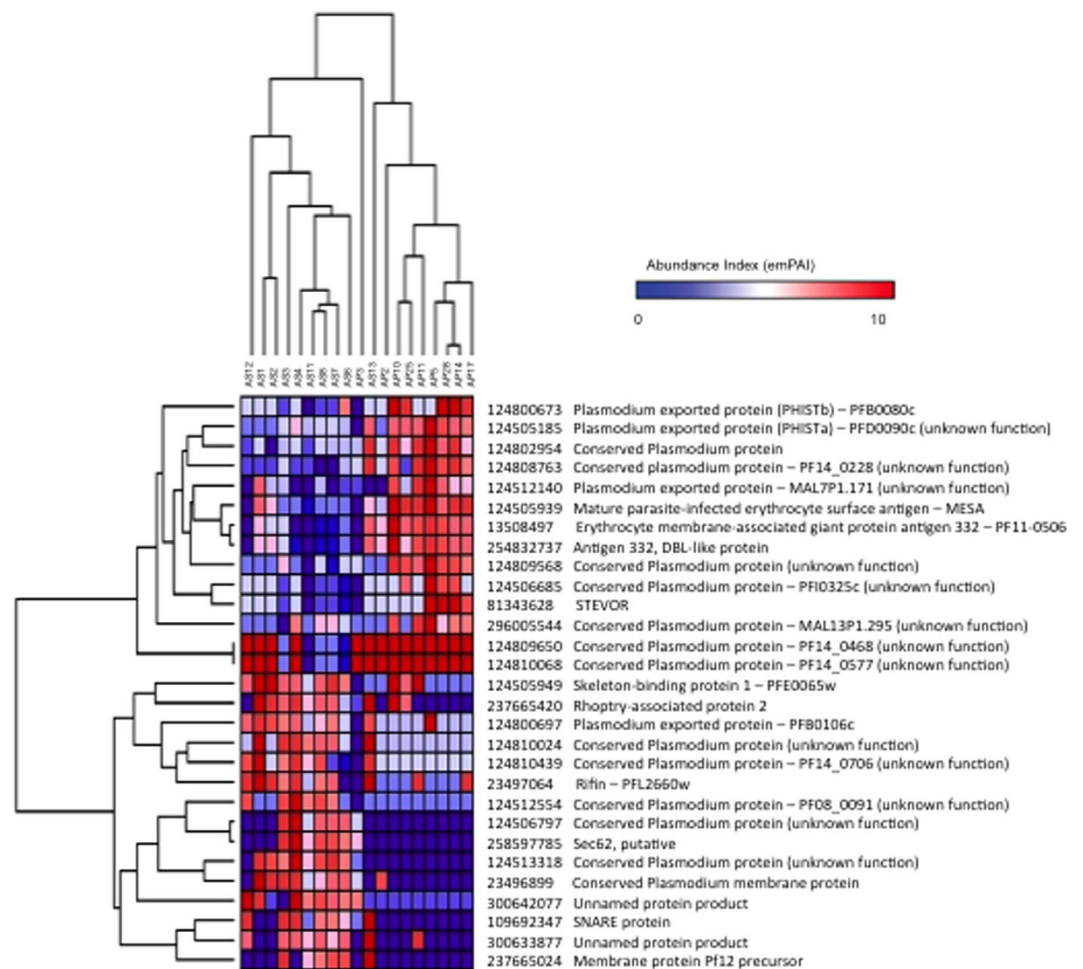 Abundance Index (emPAI)
0 10
AS12 AS1 AS2 AS3 AS4 AS11 AS7 AP3 AS13 AP2 AP10 AP25 AP11 AP14 AP17
124800673 Plasmodium exported protein (PHISTb) – PFB0080c
124505185 Plasmodium exported protein (PHISTa) – PFD0090c (unknown function)
124802954 Conserved Plasmodium protein
124808763 Conserved plasmodium protein – PF14_0228 (unknown function)
124512140 Plasmodium exported protein – MAL7P1.171 (unknown function)
124505939 Mature parasite-infected erythrocyte surface antigen – MESA
13508497 Erythrocyte membrane-associated giant protein antigen 332 – PF11-0506
254832737 Antigen 332, DBL-like protein
124809568 Conserved Plasmodium protein (unknown function)
124506685 Conserved Plasmodium protein – PFI0325c (unknown function)
81343628 STEVOR
296005544 Conserved Plasmodium protein – MAL13P1.295 (unknown function)
124809650 Conserved Plasmodium protein – PF14_0468 (unknown function)
124810068 Conserved Plasmodium protein – PF14_0577 (unknown function)
124505949 Skeleton-binding protein 1 – PFE0065w
237665420 Rhoptry-associated protein 2
124800697 Plasmodium exported protein – PFB0106c
124810024 Conserved Plasmodium protein (unknown function)
124810439 Conserved Plasmodium protein – PF14_0706 (unknown function)
23497064 Rifin – PFL2660w
124512554 Conserved Plasmodium protein – PF08_0091 (unknown function)
124506797 Conserved Plasmodium protein (unknown function)
258597785 Sec62, putative
124513318 Conserved Plasmodium protein (unknown function)
23496899 Conserved Plasmodium membrane protein
300642077 Unnamed protein product
109692347 SNARE protein
300633877 Unnamed protein product
237665024 Membrane protein Pf12 precursor